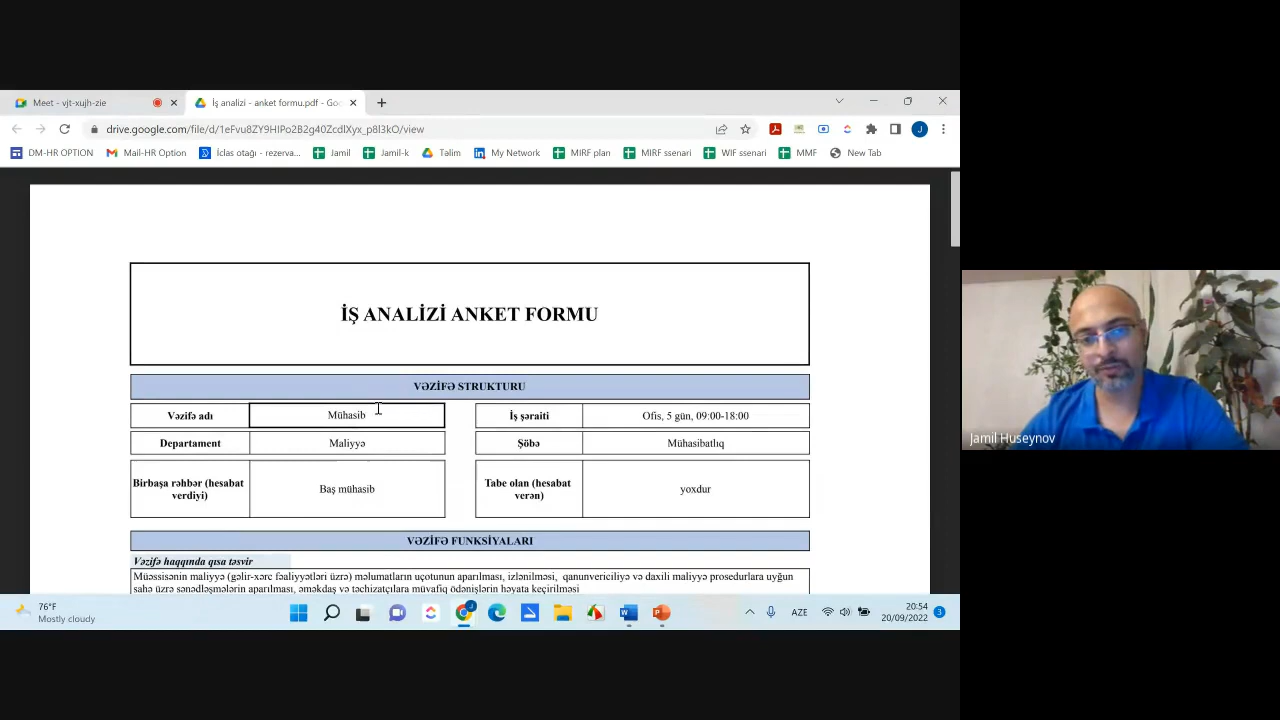 Meet - vjt-xujh-zie
İş analizi - anket formu.pdf - Goo
drive.google.com/file/d/1eFvu8ZY9HIPo2B2g40ZcdlXyx_p8I3kO/view
DM-HR OPTION Mail-HR Option İclas otağı - rezerva... Jamil Jamil-k Təlim My Network MIRF plan MIRF ssenari WIF ssenari MMF New Tab
İŞ ANALİZİ ANKET FORMU
VƏZİFƏ STRUKTURU
Vəzifə adı Mühasib İş şəraiti Ofis, 5 gün, 09:00-18:00
Departament Maliyyə Şöbə Mühasibatlıq
Birbaşa rəhbər (hesabat verdiyi) Baş mühasib Tabe olan (hesabat verən) yoxdur
VƏZİFƏ FUNKSİYALARI
Vəzifə haqqında qısa təsvir
Müəssisənin maliyyə (gəlir-xərc fəaliyyətləri üzrə) məlumatların uçotunun aparılması, izlənilməsi, qanunvericiliyə və daxili maliyyə prosedurlara uyğun
sahə üzrə sənədləşmələrin aparılması, əməkdaş və təchizatçılara müvafiq ödənişlərin həyata keçirilməsi
Jamil Huseynov
76°F
Mostly cloudy
AZE
20:54
20/09/2022
3